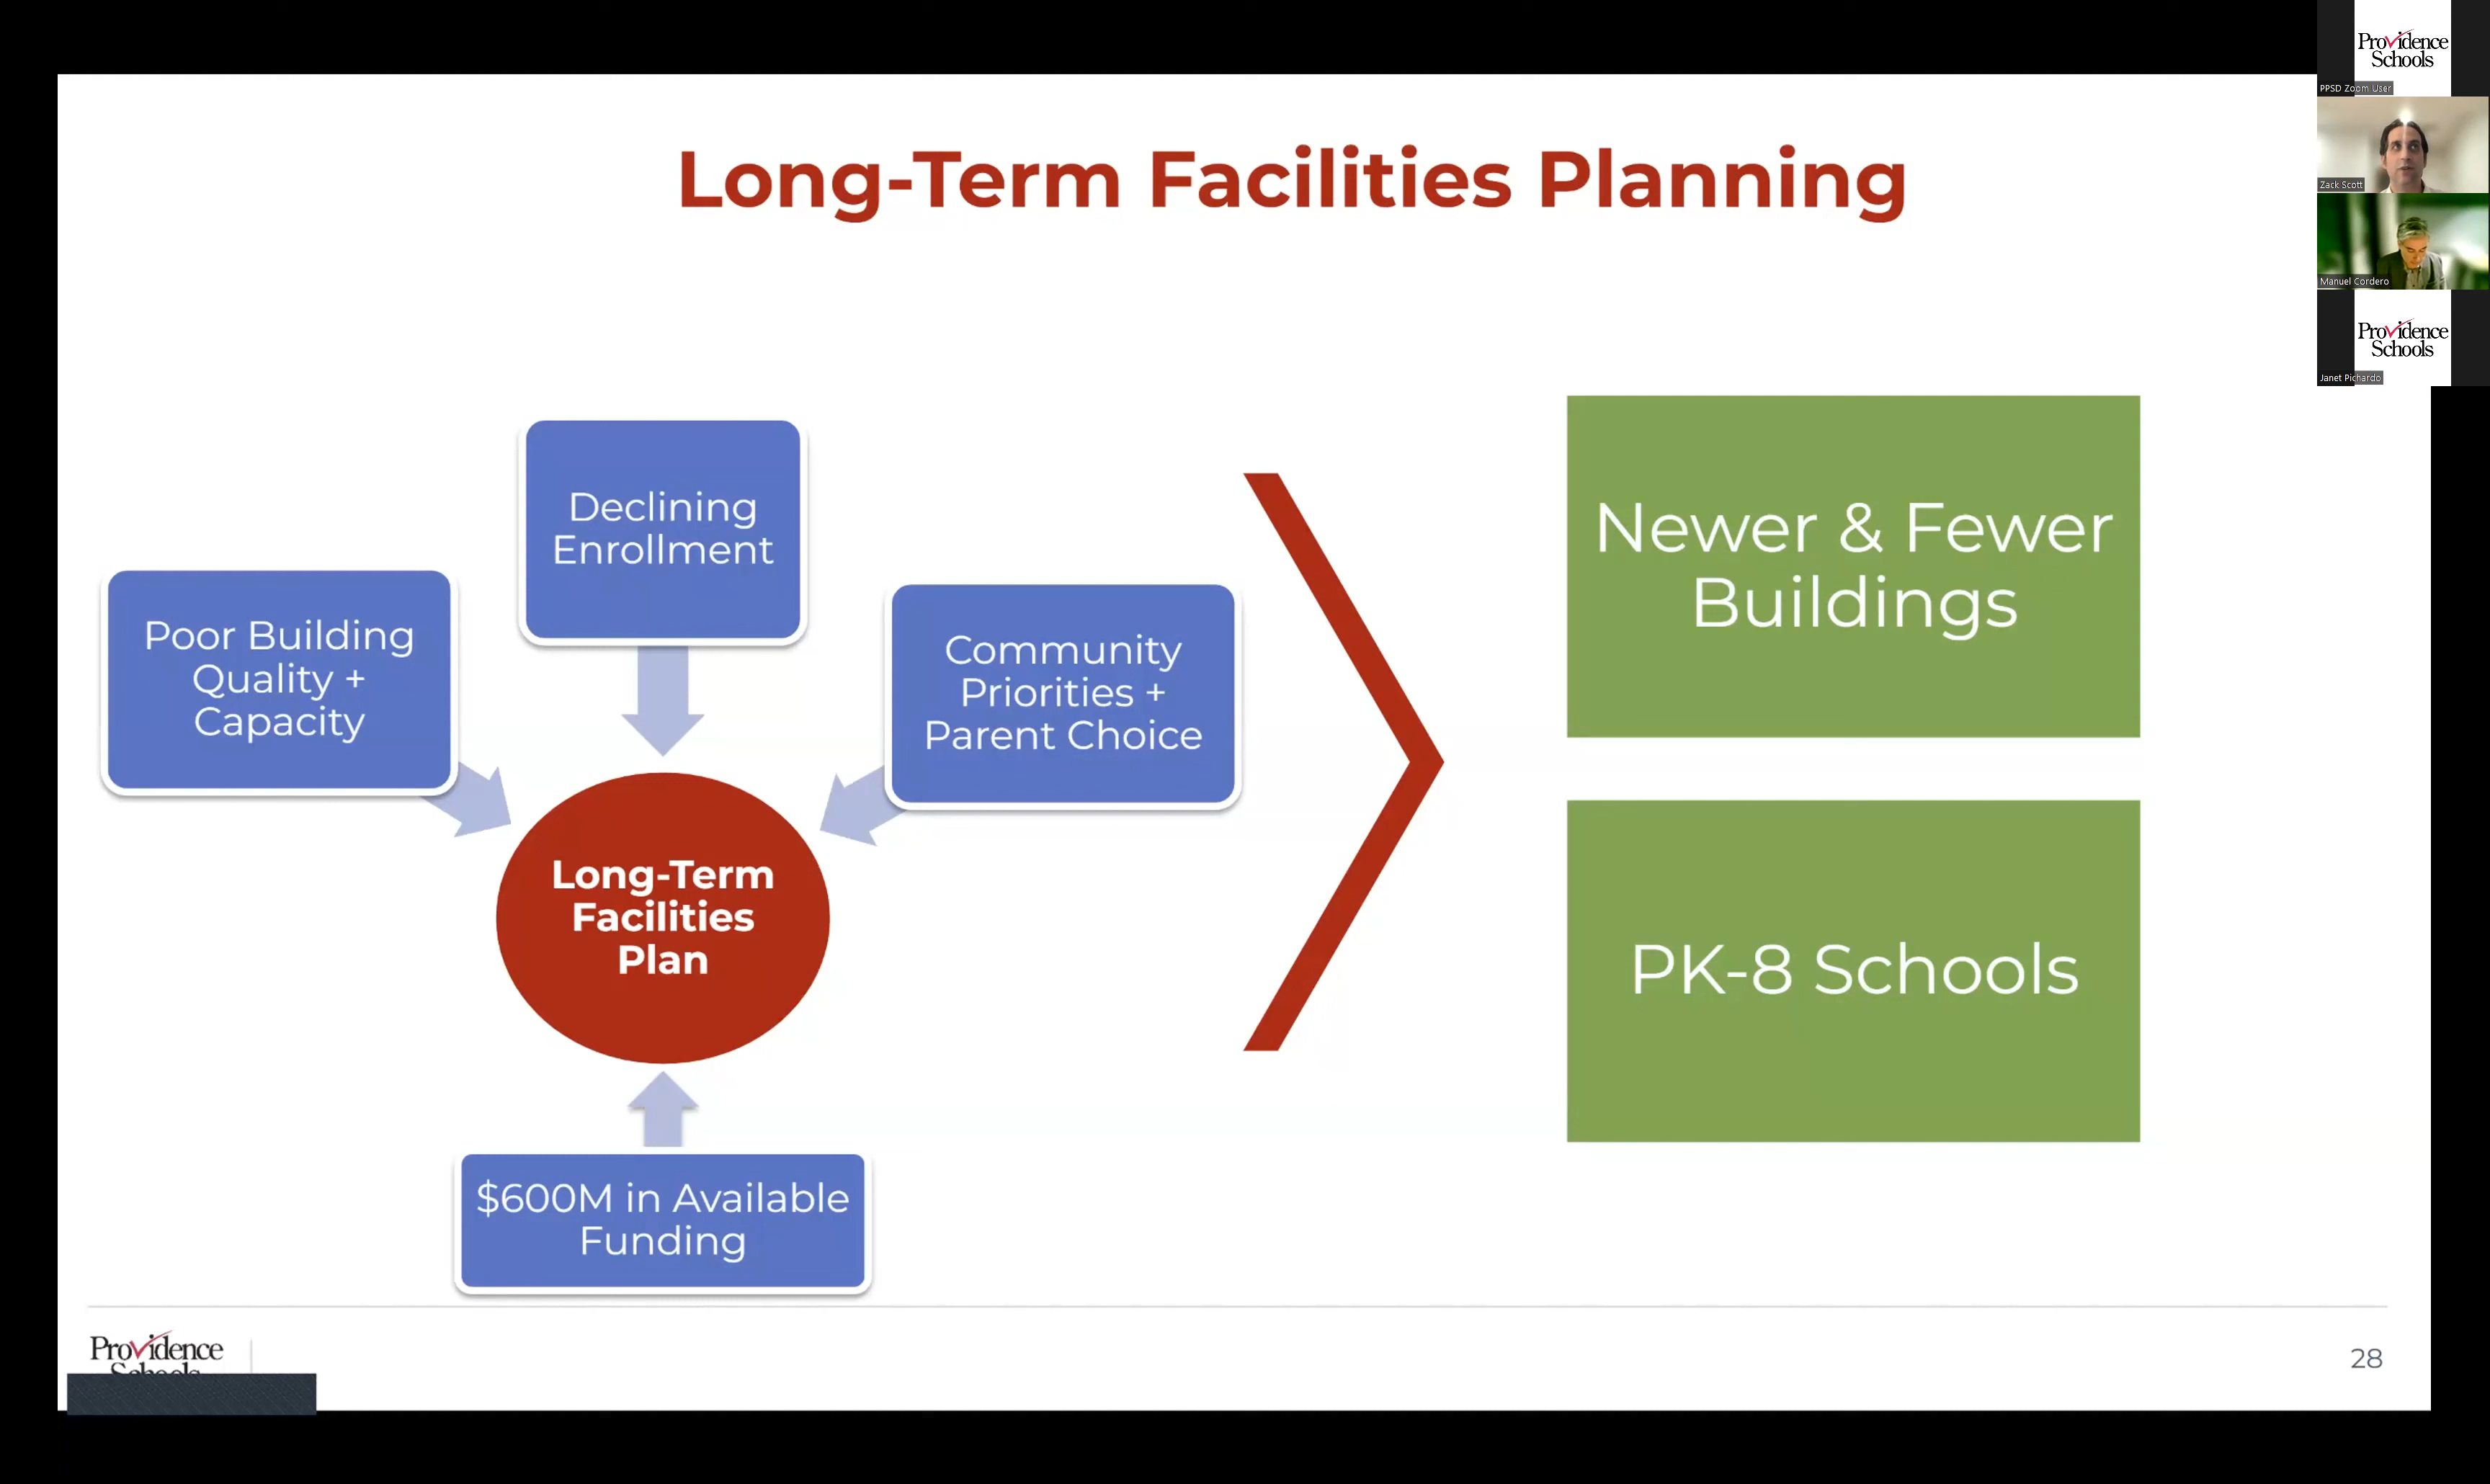 Long-Term Facilities Planning
Declining
Enrollment
Poor Building
Quality +
Capacity
Community
Priorities +
Parent Choice
Long-Term
Facilities
Plan
$600M in Available
Funding
Newer & Fewer
Buildings
PK-8 Schools
Providence
Schools
28
Providence
Schools
PPSD Zoom User
Zack Scott
Manuel Cordero
Providence
Schools
Janet Pichardo